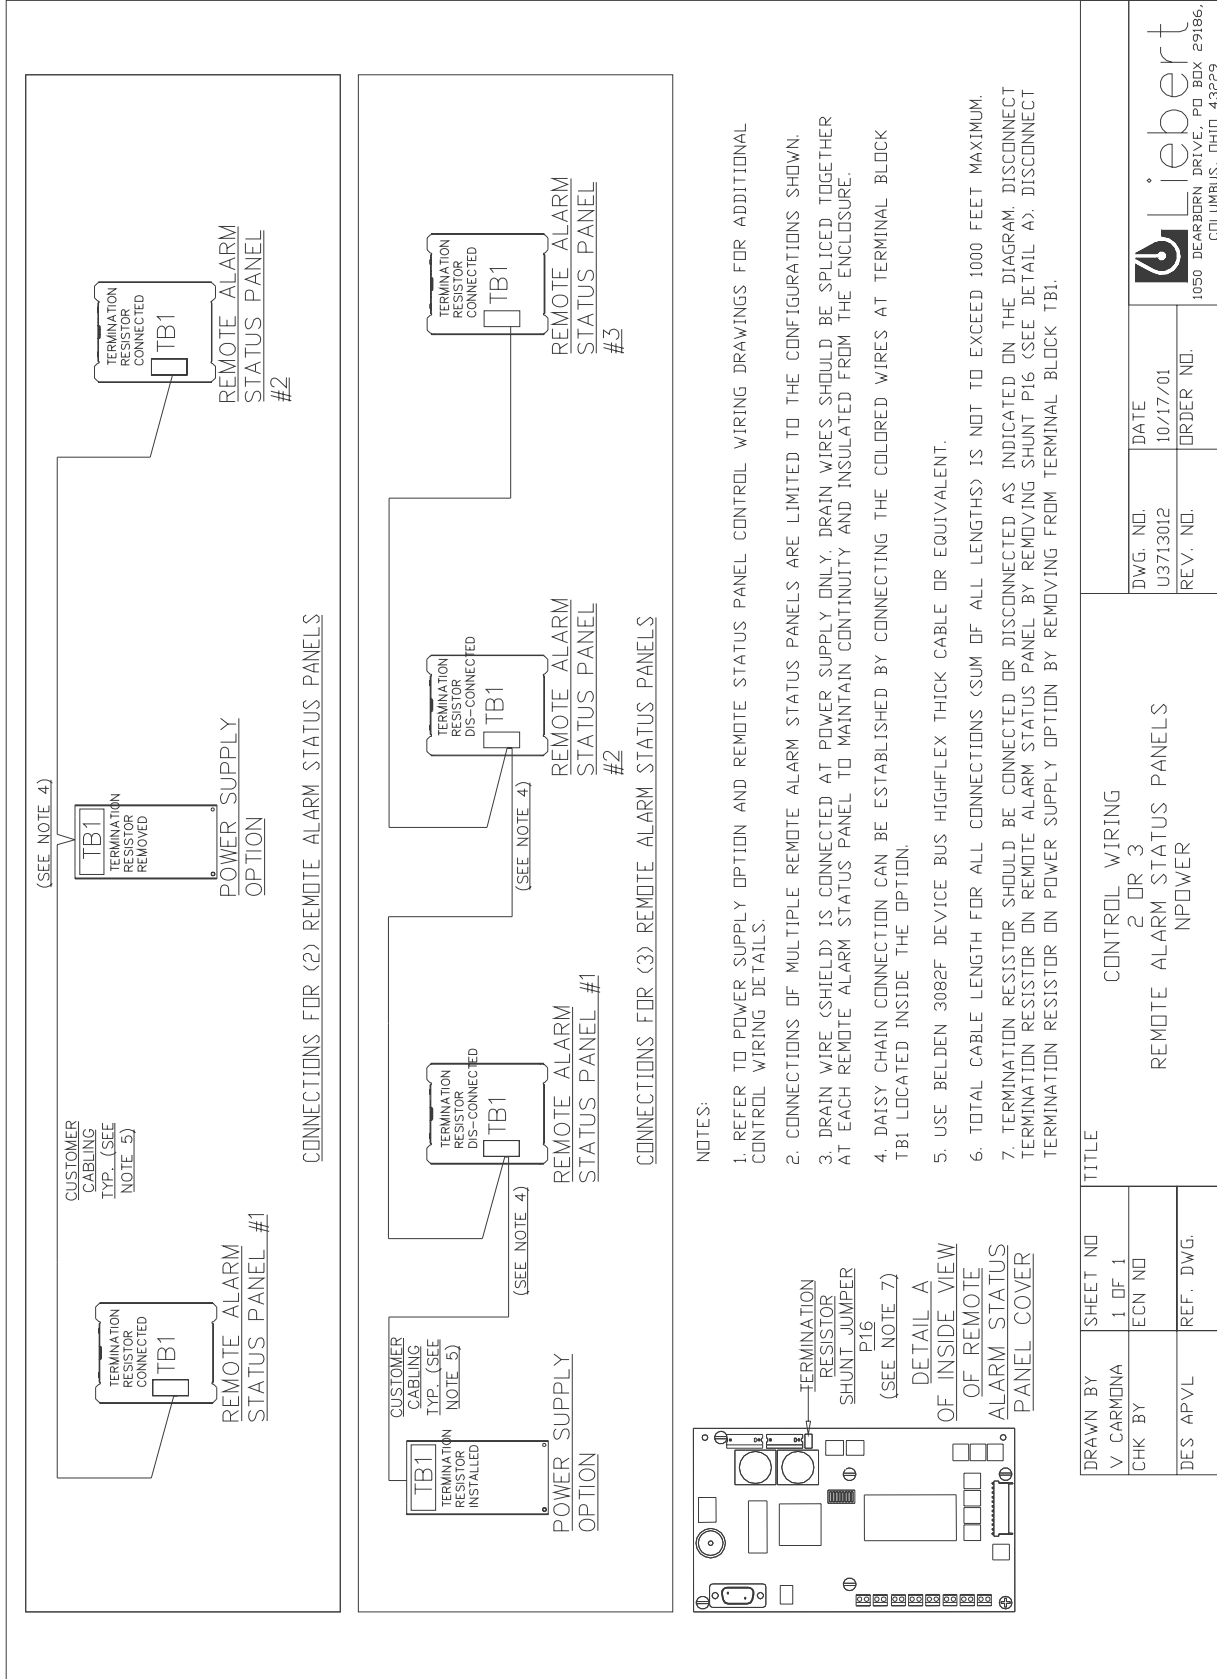 (SEE NOTE 4)
CUSTOMER
CABLING
TYP. (SEE
NOTE 5)
TERMINATION
RESISTOR
CONNECTED
TB1
REMOTE ALARM
STATUS PANEL #1
TB1
TERMINATION
RESISTOR
REMOVED
POWER SUPPLY
OPTION
TERMINATION
RESISTOR
CONNECTED
TB1
REMOTE ALARM
STATUS PANEL
#2
CONNECTIONS FOR (2) REMOTE ALARM STATUS PANELS
CUSTOMER
CABLING
TYP. (SEE
NOTE 5)
TB1
TERMINATION
RESISTOR
INSTALLED
POWER SUPPLY
OPTION
(SEE NOTE 4)
TERMINATION
RESISTOR
DIS-CONNECTED
TB1
REMOTE ALARM
STATUS PANEL #1
(SEE NOTE 4)
TERMINATION
RESISTOR
DIS-CONNECTED
TB1
REMOTE ALARM
STATUS PANEL
#2
TERMINATION
RESISTOR
CONNECTED
TB1
REMOTE ALARM
STATUS PANEL
#3
CONNECTIONS FOR (3) REMOTE ALARM STATUS PANELS
TERMINATION
RESISTOR
SHUNT JUMPER
P16
(SEE NOTE 7)
DETAIL A
OF INSIDE VIEW
OF REMOTE
ALARM STATUS
PANEL COVER
NOTES:
1. REFER TO POWER SUPPLY OPTION AND REMOTE STATUS PANEL CONTROL WIRING DRAWINGS FOR ADDITIONAL
CONTROL WIRING DETAILS.
2. CONNECTIONS OF MULTIPLE REMOTE ALARM STATUS PANELS ARE LIMITED TO THE CONFIGURATIONS SHOWN.
3. DRAIN WIRE (SHIELD) IS CONNECTED AT POWER SUPPLY ONLY. DRAIN WIRES SHOULD BE SPLICED TOGETHER
AT EACH REMOTE ALARM STATUS PANEL TO MAINTAIN CONTINUITY AND INSULATED FROM THE ENCLOSURE.
4. DAISY CHAIN CONNECTION CAN BE ESTABLISHED BY CONNECTING THE COLORED WIRES AT TERMINAL BLOCK
TB1 LOCATED INSIDE THE OPTION.
5. USE BELDEN 3082F DEVICE BUS HIGHFLEX THICK CABLE OR EQUIVALENT.
6. TOTAL CABLE LENGTH FOR ALL CONNECTIONS (SUM OF ALL LENGTHS) IS NOT TO EXCEED 1000 FEET MAXIMUM.
7. TERMINATION RESISTOR SHOULD BE CONNECTED OR DISCONNECTED AS INDICATED ON THE DIAGRAM. DISCONNECT
TERMINATION RESISTOR ON REMOTE ALARM STATUS PANEL BY REMOVING SHUNT P16 (SEE DETAIL A). DISCONNECT
TERMINATION RESISTOR ON POWER SUPPLY OPTION BY REMOVING FROM TERMINAL BLOCK TB1.
DRAWN BY
V CARMONA
CHK BY
DES APVL
SHEET NO
1 OF 1
ECN NO
REF. DWG.
TITLE
CONTROL WIRING
2 OR 3
REMOTE ALARM STATUS PANELS
NPOWER
DWG. NO.
U3713012
REV. NO.
DATE
10/17/01
ORDER NO.
Liebert
1050 DEARBORN DRIVE, PO BOX 29186,
COLUMBUS, OHIO 43229